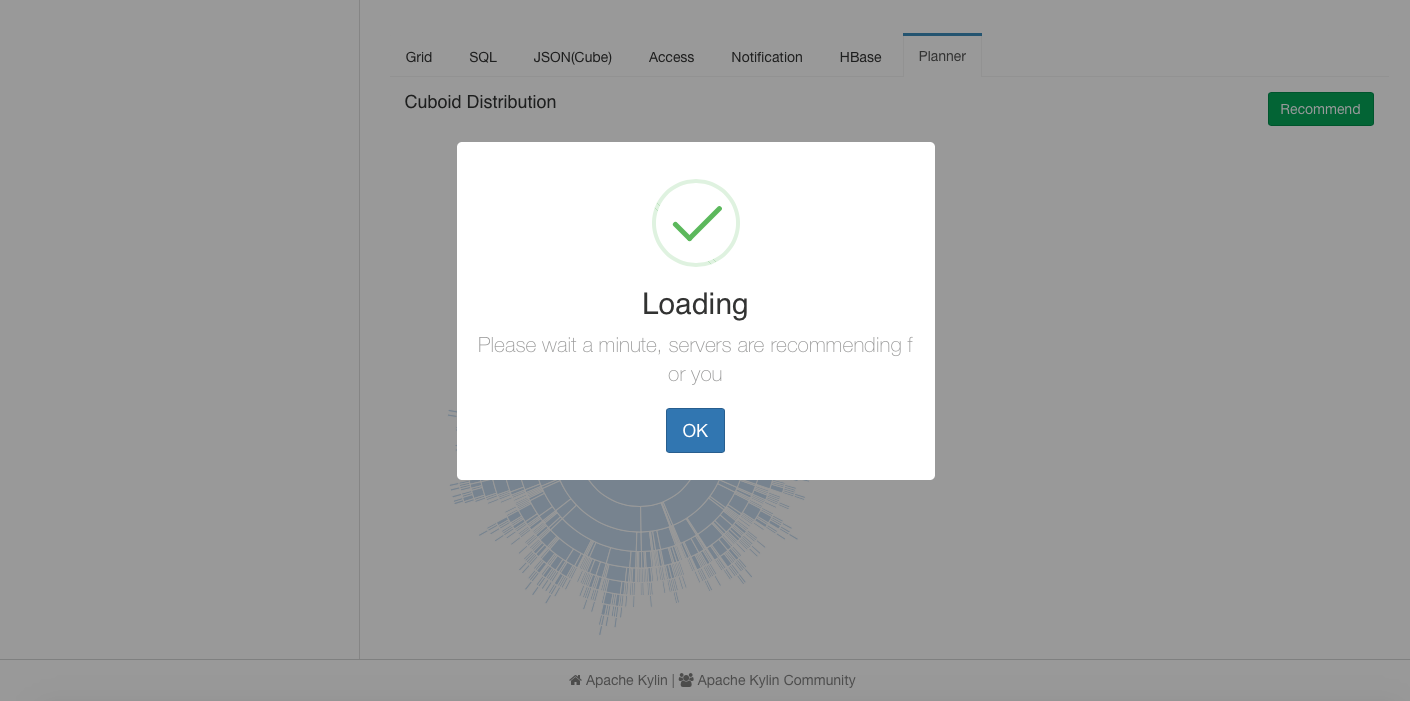 Grid SQL JSON(Cube) Access Notification HBase Planner
Cuboid Distribution
Recommend
Loading
Please wait a minute, servers are recommending f
or you
OK
Apache Kylin | Apache Kylin Community